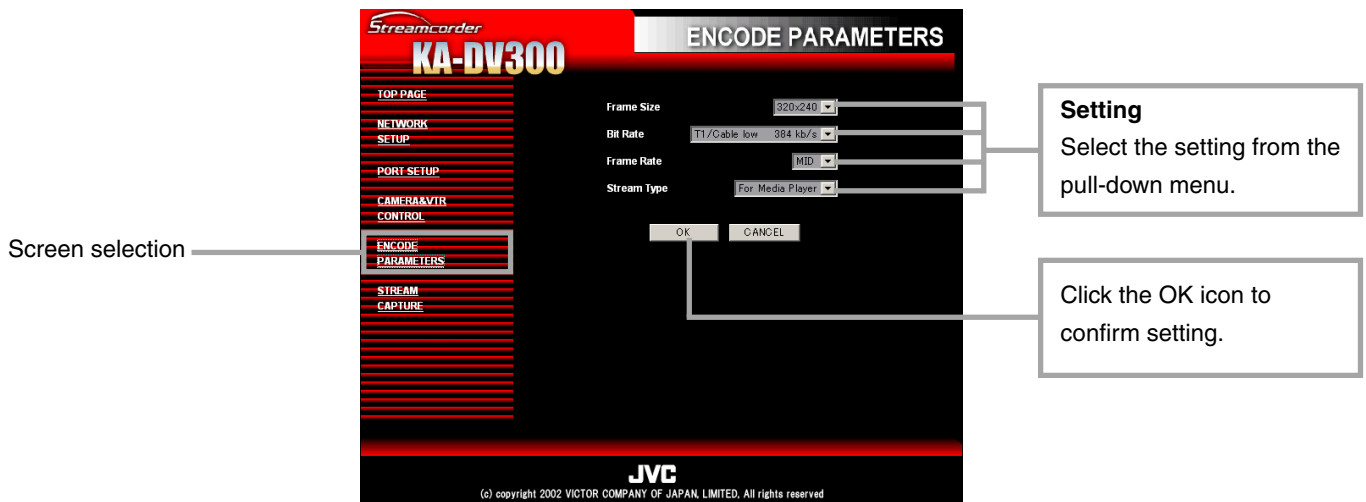 Streamcorder
KA-DV300
ENCODE PARAMETERS
TOP PAGE
NETWORK
SETUP
PORT SETUP
CAMERA&VTR
CONTROL
ENCODE
PARAMETERS
STREAM
CAPTURE
Frame Size 320x240
Bit Rate T1/Cable low 384 kb/s
Frame Rate MID
Stream Type For Media Player
OK CANCEL
Screen selection
Setting
Select the setting from the
pull-down menu.
Click the OK icon to
confirm setting.
JVC
(c) copyright 2002 VICTOR COMPANY OF JAPAN, LIMITED, All rights reserved